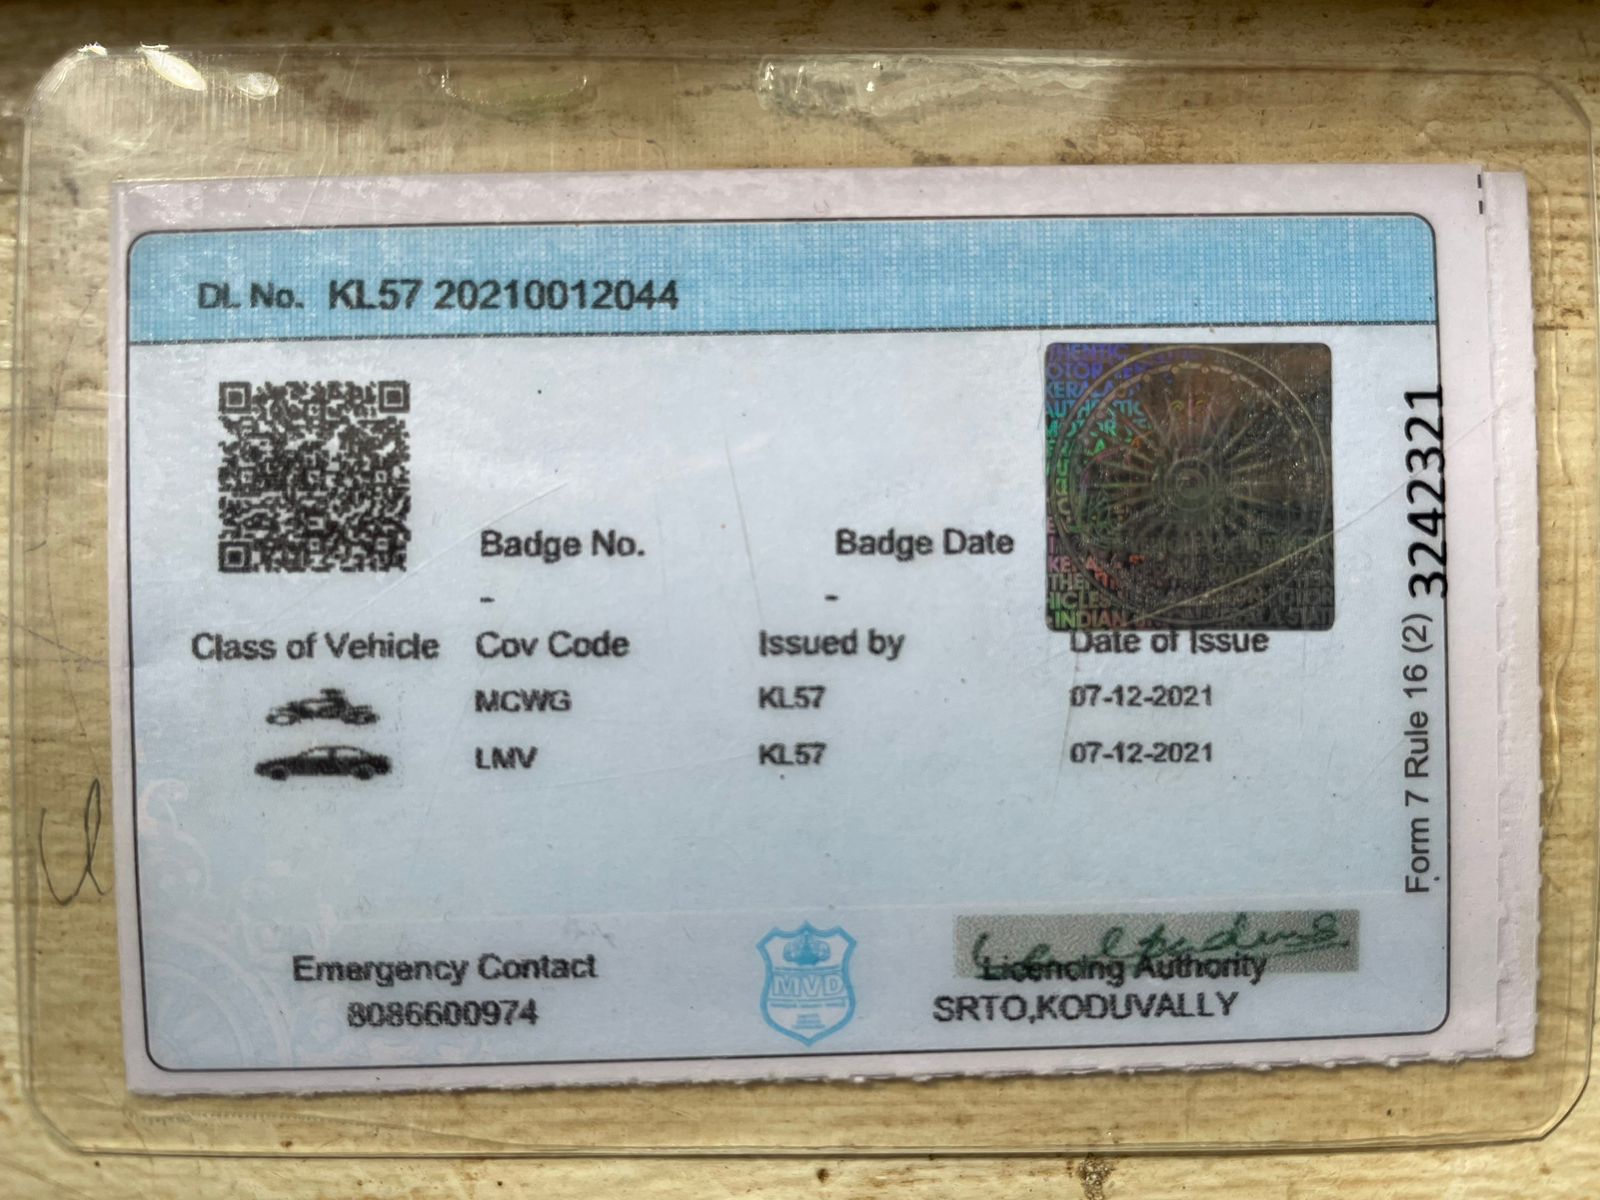 DL No. KL57 20210012044
Badge No. Badge Date
- -
Class of Vehicle Cov Code Issued by Date of Issue
MCWG KL57 07-12-2021
LMV KL57 07-12-2021
Emergency Contact
8086600974
MVD
Licencing Authority
SRTO,KODUVALLY
Form 7 Rule 16 (2) 3242321
INDIAN